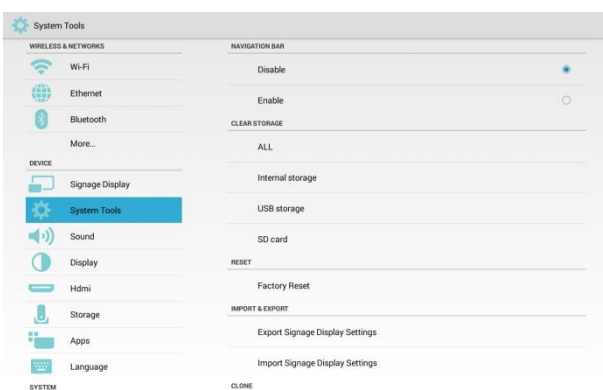 System Tools
WIRELESS & NETWORKS
Wi-Fi
Ethernet
Bluetooth
More...
DEVICE
Signage Display
System Tools
Sound
Display
Hdmi
Storage
Apps
Language
SYSTEM
NAVIGATION BAR
Disable
Enable
CLEAR STORAGE
ALL
Internal storage
USB storage
SD card
RESET
Factory Reset
IMPORT & EXPORT
Export Signage Display Settings
Import Signage Display Settings
CLONE